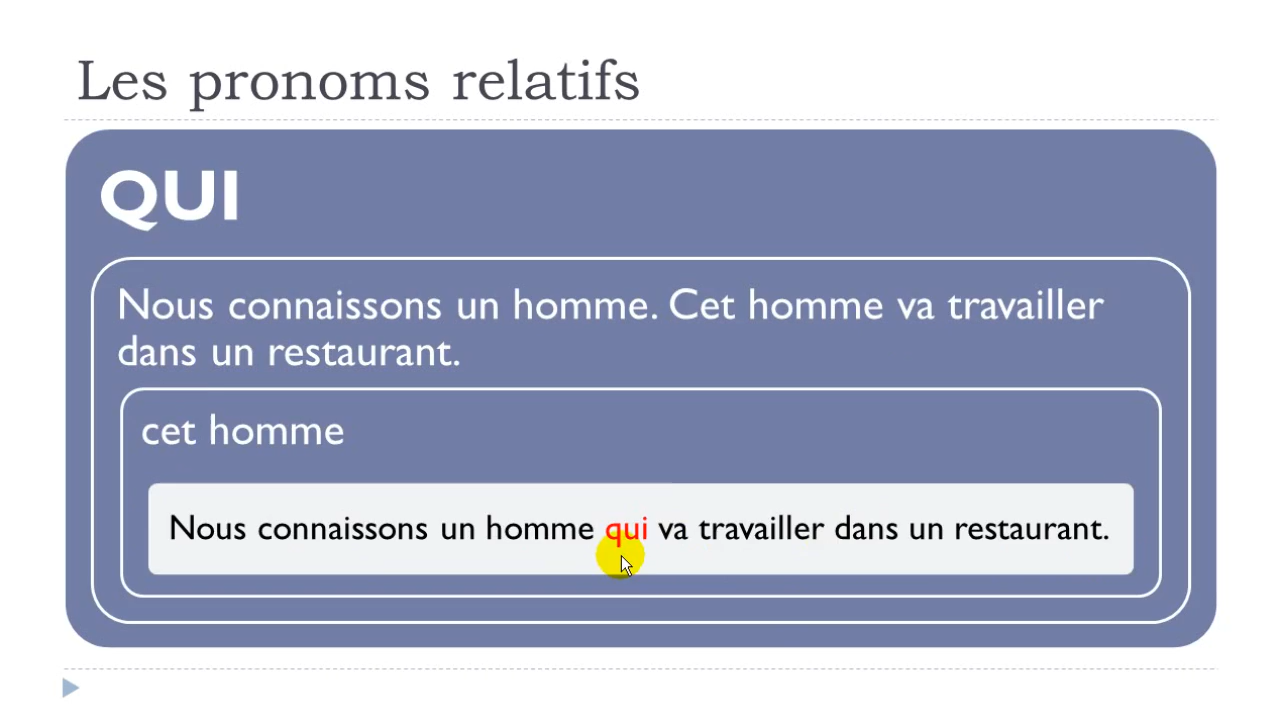 Les pronoms relatifs
QUI
Nous connaissons un homme. Cet homme va travailler
dans un restaurant.
cet homme
Nous connaissons un homme qui va travailler dans un restaurant.